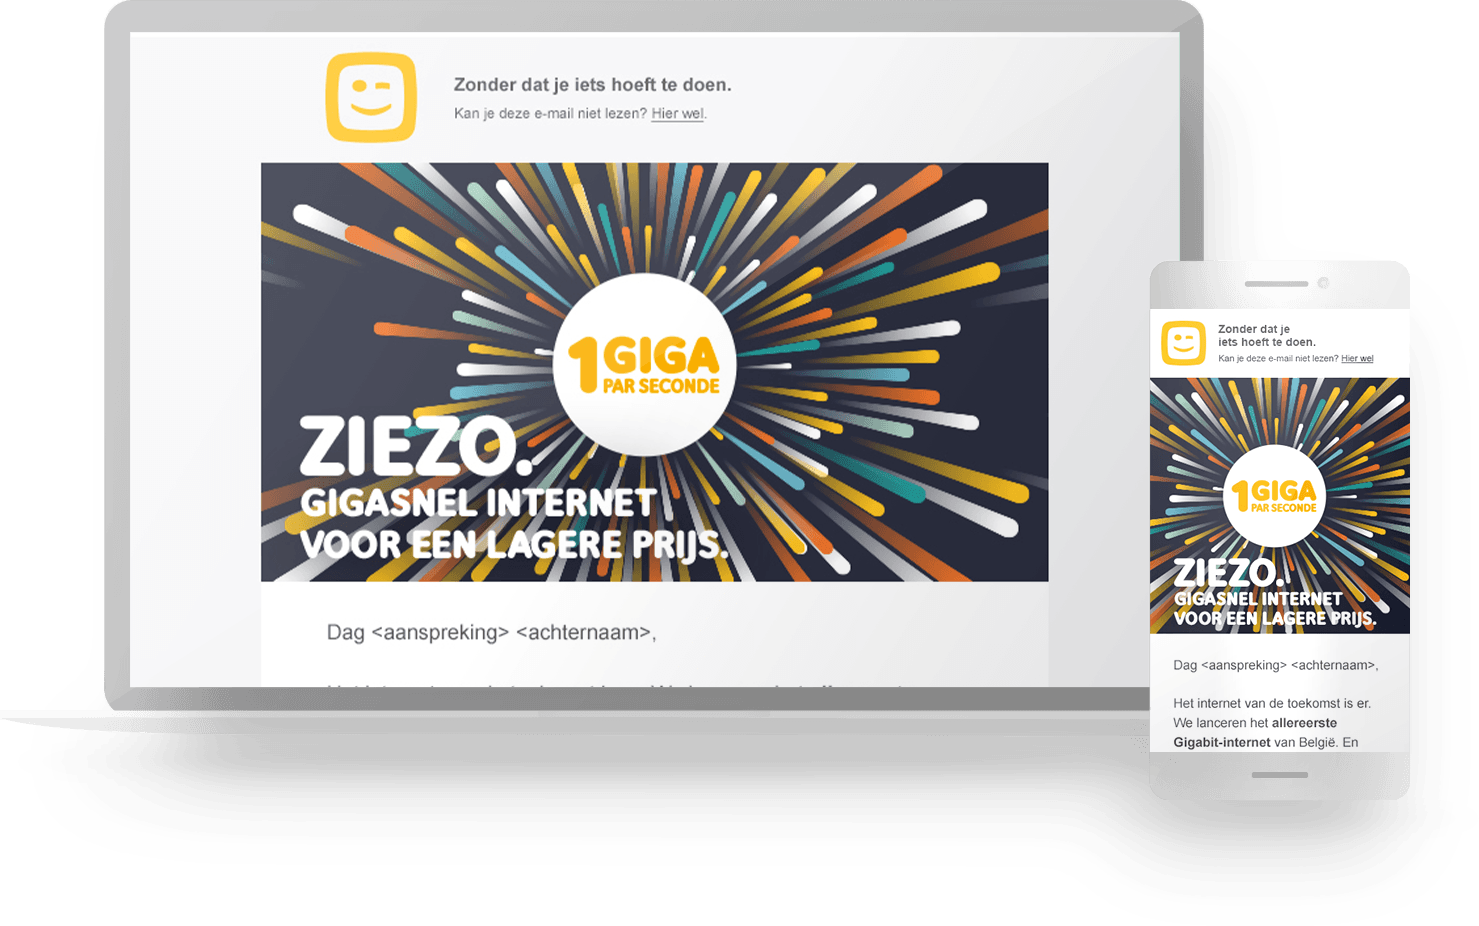 Zonder dat je iets hoeft te doen.
Kan je deze e-mail niet lezen? Hier wel.
1 GIGA
PAR SECONDE
ZIEZO.
GIGASNEL INTERNET
VOOR EEN LAGERE PRIJS.
Dag <aanspreking> <achternaam>,
Zonder dat je
iets hoeft te doen.
Kan je deze e-mail niet lezen? Hier wel
1 GIGA
PAR SECONDE
ZIEZO.
GIGASNEL INTERNET
VOOR EEN LAGERE PRIJS.
Dag <aanspreking> <achternaam>,
Het internet van de toekomst is er.
We lanceren het allereerste
Gigabit-internet van België. En